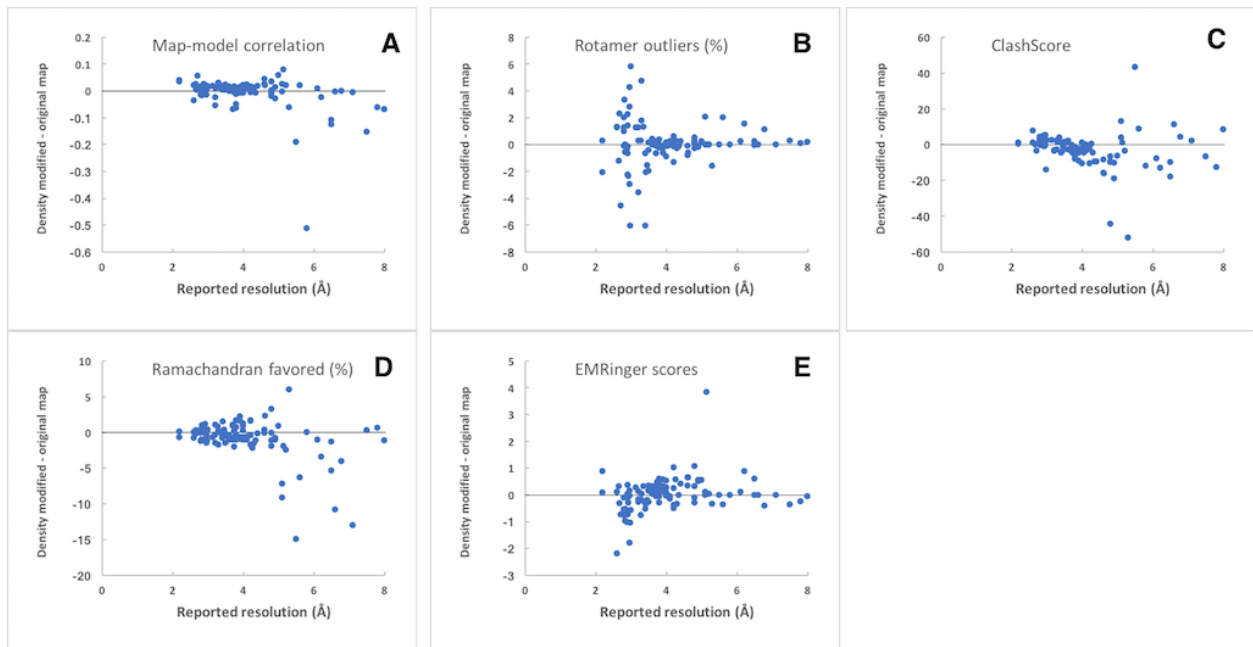 Map-model correlation
A
Density modified - original map
0.2
0.1
0
-0.1
-0.2
-0.3
-0.4
-0.5
-0.6
0 2 4 6 8
Reported resolution (Å)
Rotamer outliers (%)
B
Density modified - original map
8
6
4
2
0
-2
-4
-6
-8
0 2 4 6 8
Reported resolution (Å)
ClashScore
C
Density modified - original map
60
40
20
0
-20
-40
-60
0 2 4 6 8
Reported resolution (Å)
Ramachandran favored (%)
D
Density modified - original map
10
5
0
-5
-10
-15
-20
0 2 4 6 8
Reported resolution (Å)
EMRinger scores
E
Density modified - original map
5
4
3
2
1
0
-1
-2
-3
0 2 4 6 8
Reported resolution (Å)